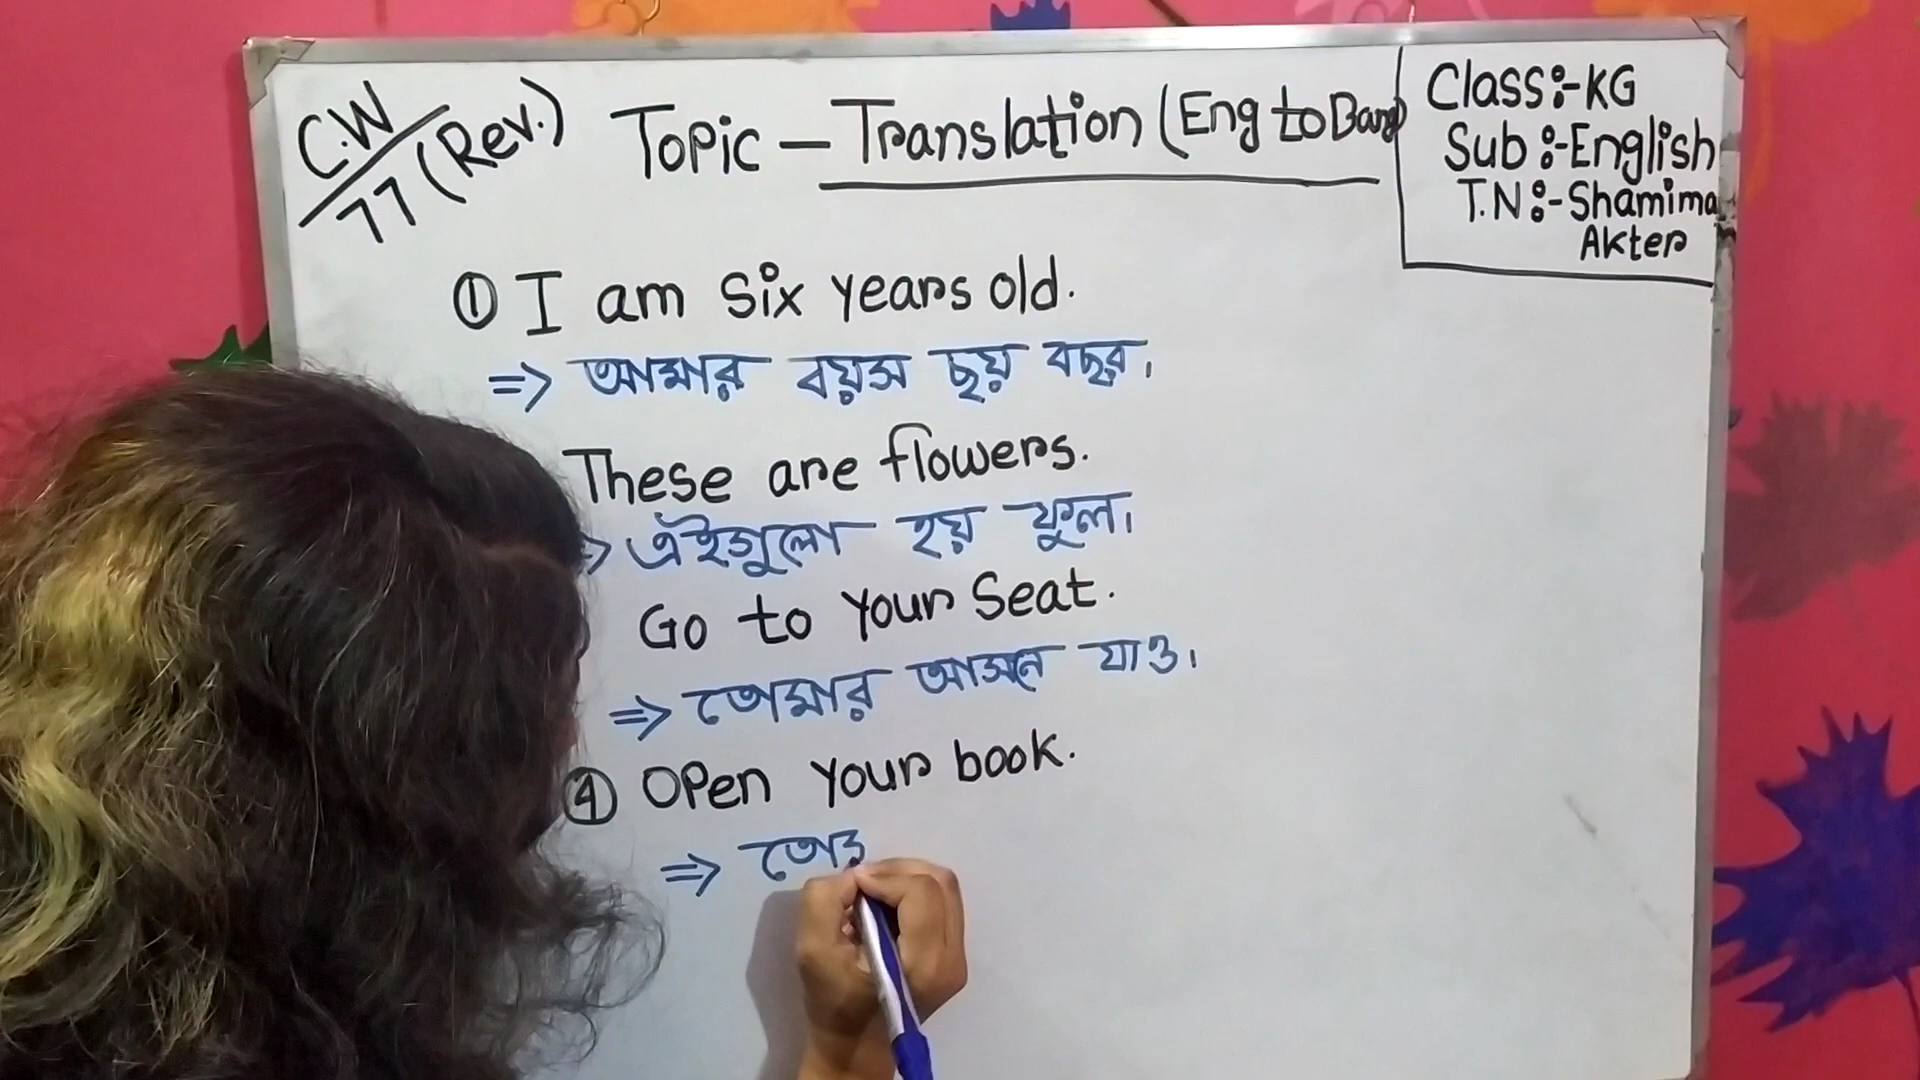 C.W
77 (Rev.)
Topic – Translation (Eng to Bang)
Class:-KG
Sub:-English
T.N:-Shamima
Akter
① I am six years old.
=> আমার বয়স ছয় বছর।
These are flowers.
=> এইগুলো হয় ফুল।
Go to your Seat.
=> তোমার আসনে যাও।
④ Open your book.
=>